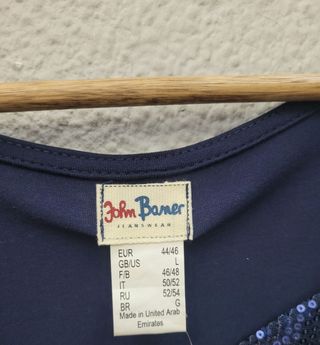 John Baner
JEANSWEAR
EUR 44/46
GB/US L
F/B 46/48
IT 50/52
RU 52/54
BR G
Made in United Arab
Emirates